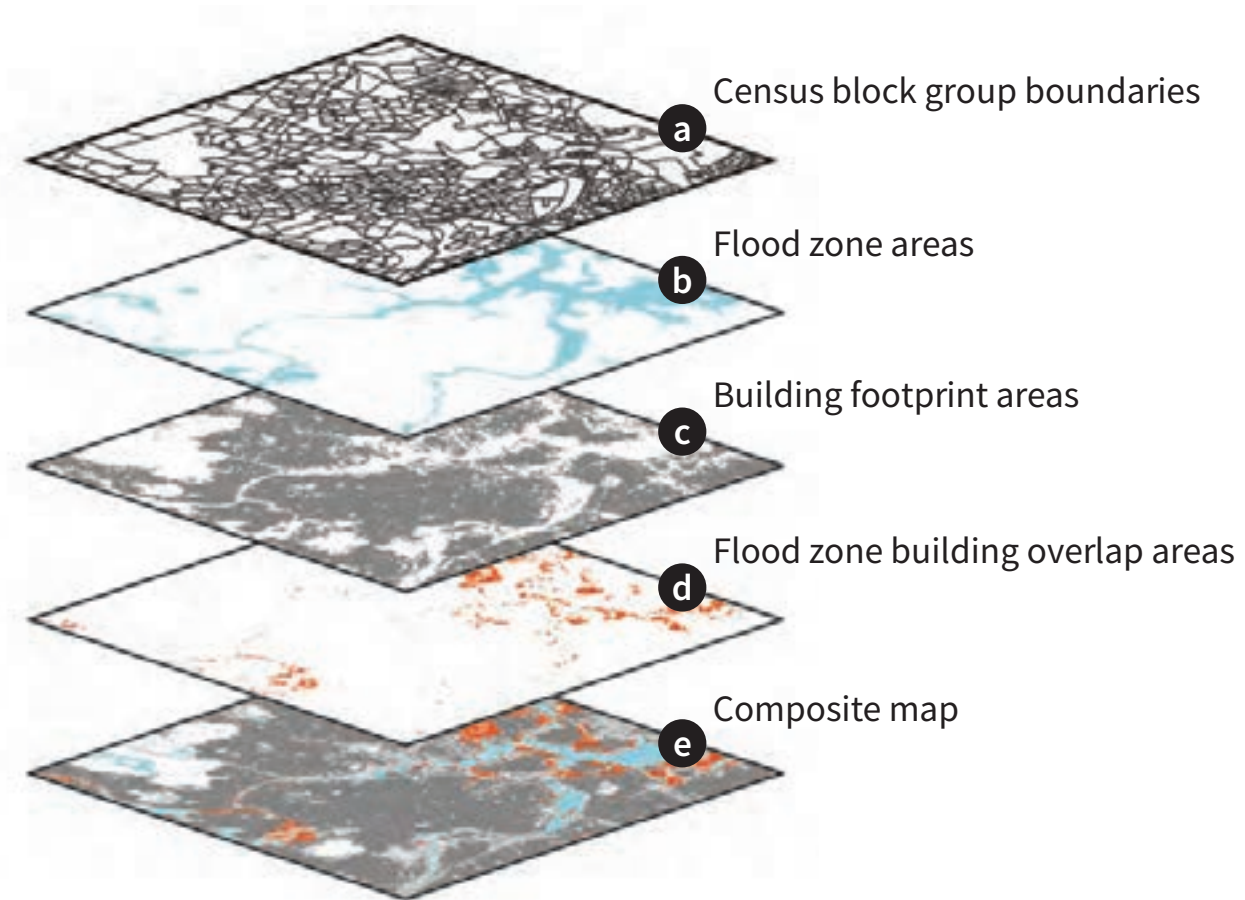 Census block group boundaries
a
Flood zone areas
b
Building footprint areas
c
Flood zone building overlap areas
d
Composite map
e